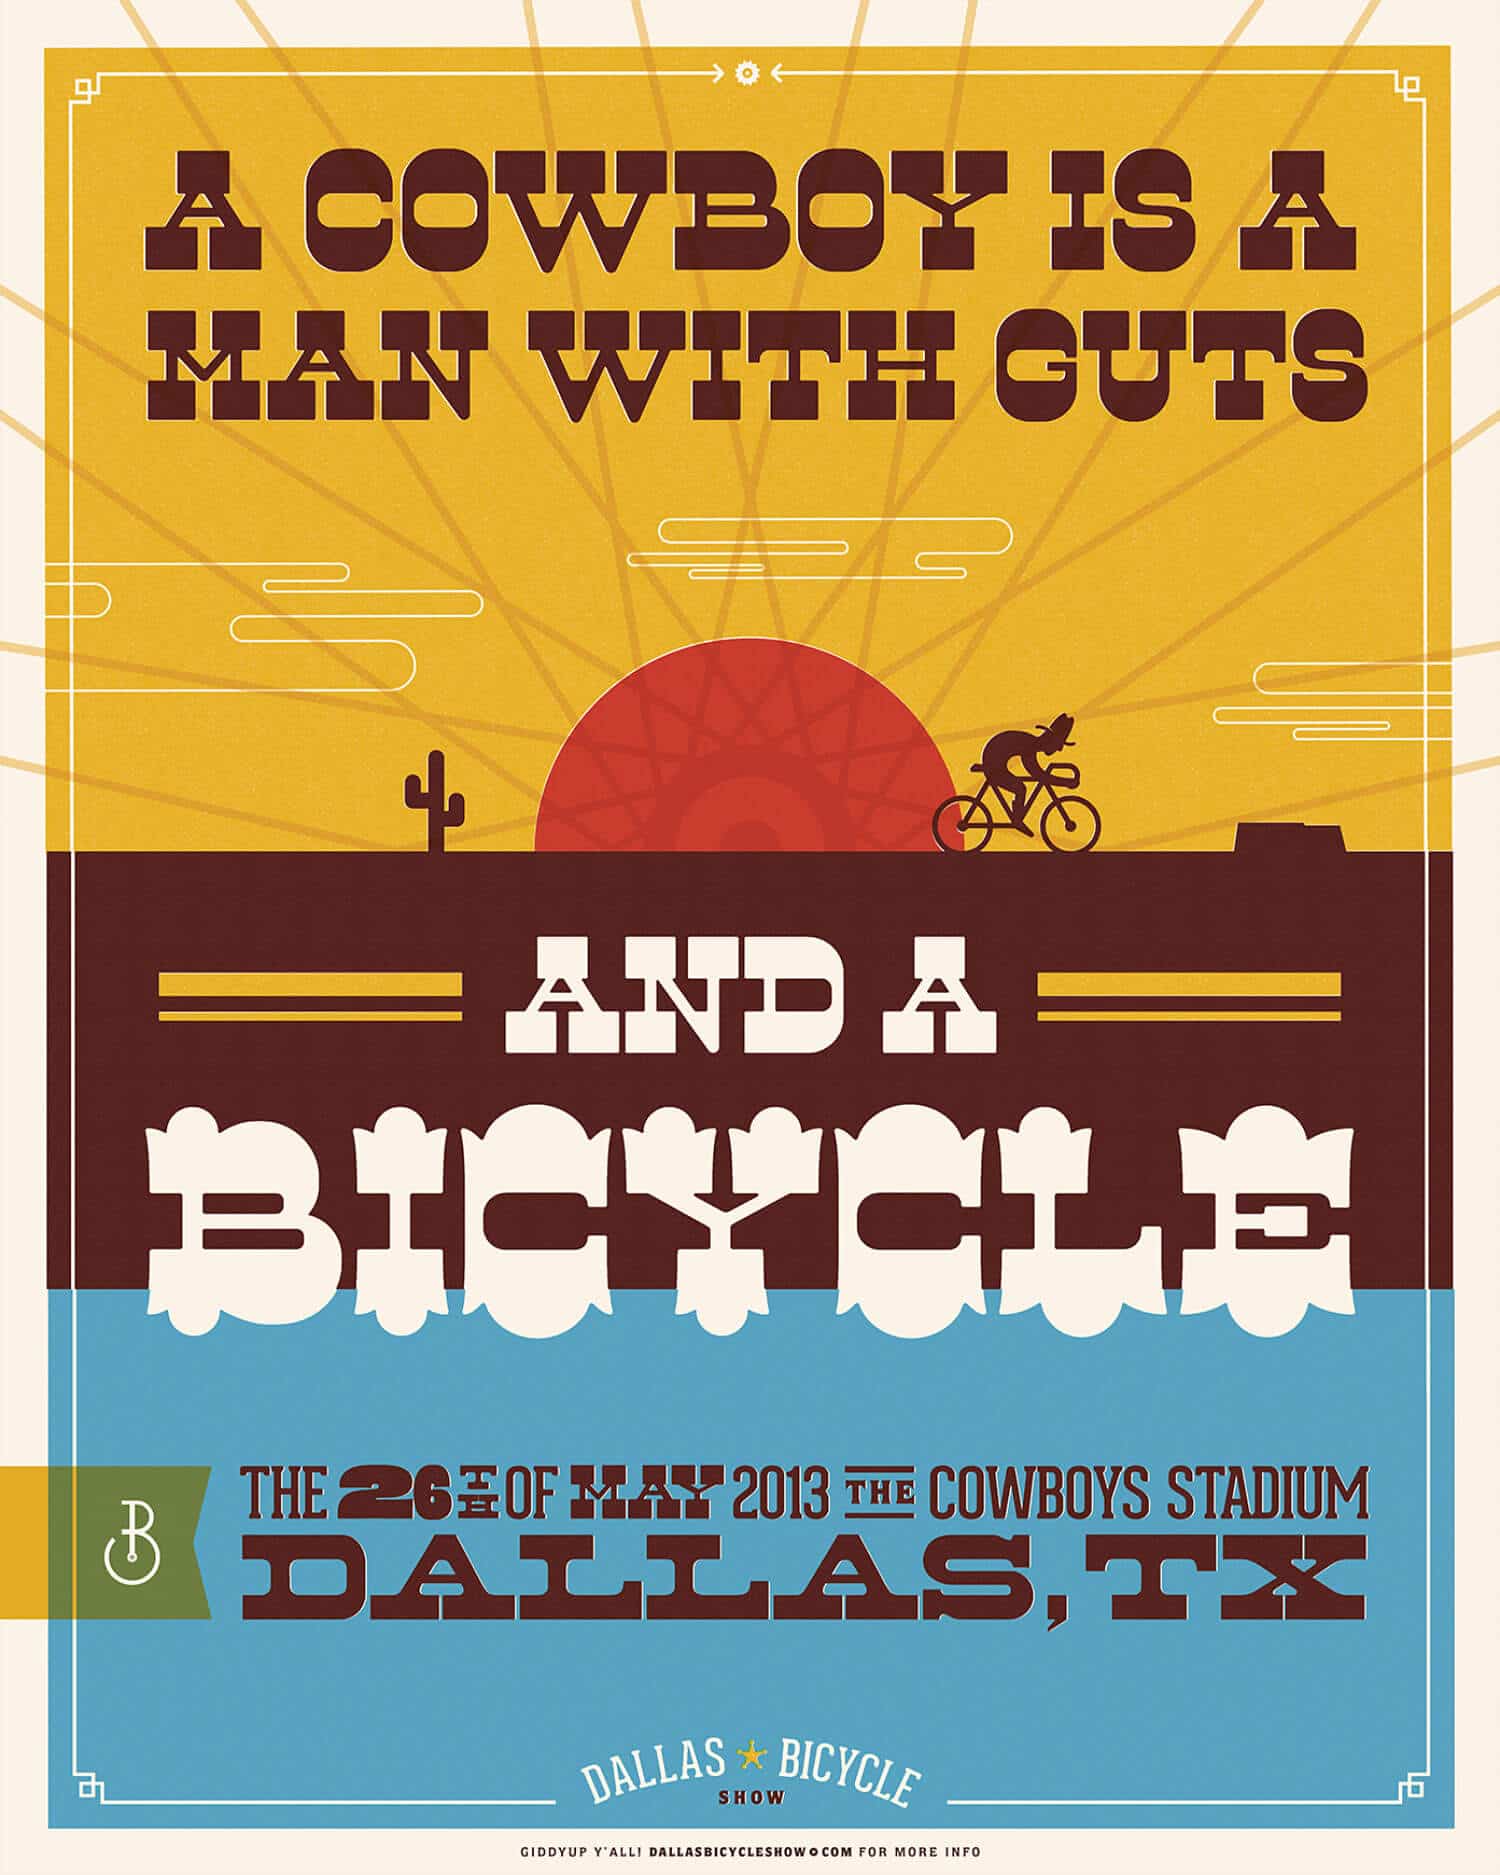 A COWBOY IS A
MAN WITH GUTS
AND A
BICYCLE
THE 26TH OF MAY 2013 THE COWBOYS STADIUM
DALLAS, TX
B
DALLAS ★ BICYCLE
SHOW
GIDDYUP Y'ALL! DALLASBICYCLESHOW.COM FOR MORE INFO